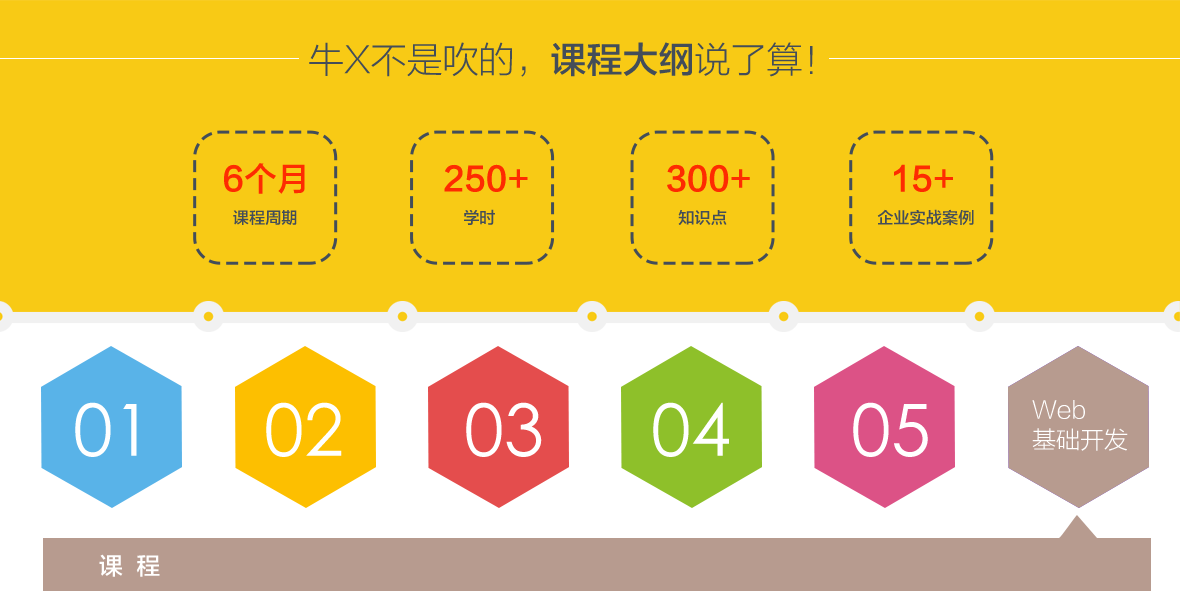 牛X不是吹的，课程大纲说了算！
6个月
课程周期
250+
学时
300+
知识点
15+
企业实战案例
01
02
03
04
05
Web
基础开发
课 程